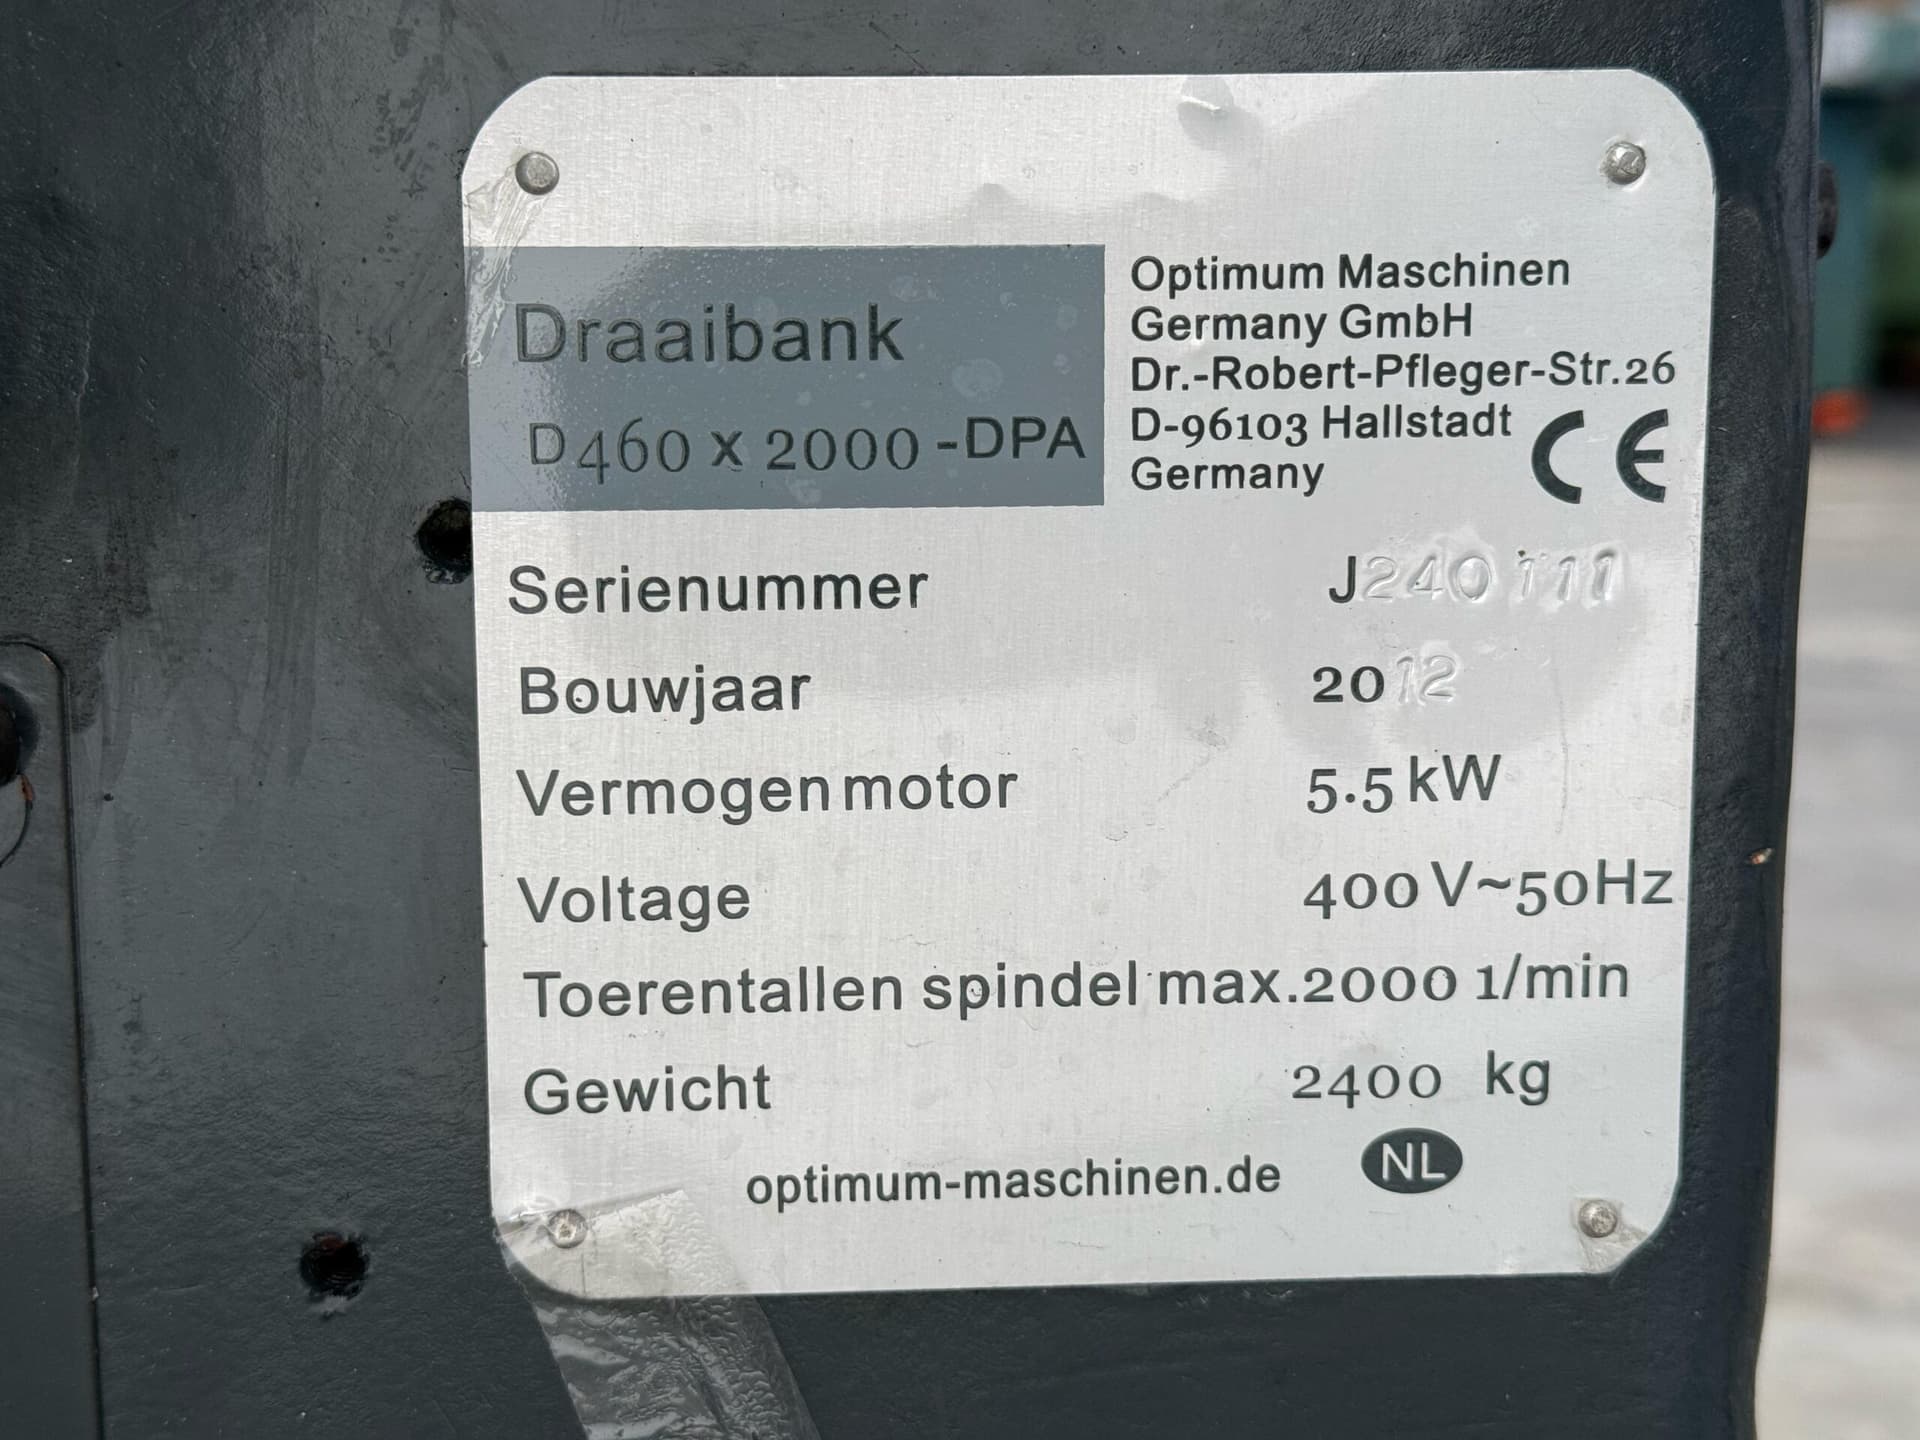 Draaibank
D460 x 2000 -DPA
Optimum Maschinen
Germany GmbH
Dr.-Robert-Pfleger-Str.26
D-96103 Hallstadt
Germany
CE
Serienummer J240111
Bouwjaar 2012
Vermogen motor 5.5 kW
Voltage 400 V~50Hz
Toerentallen spindel max.2000 1/min
Gewicht 2400 kg
optimum-maschinen.de NL